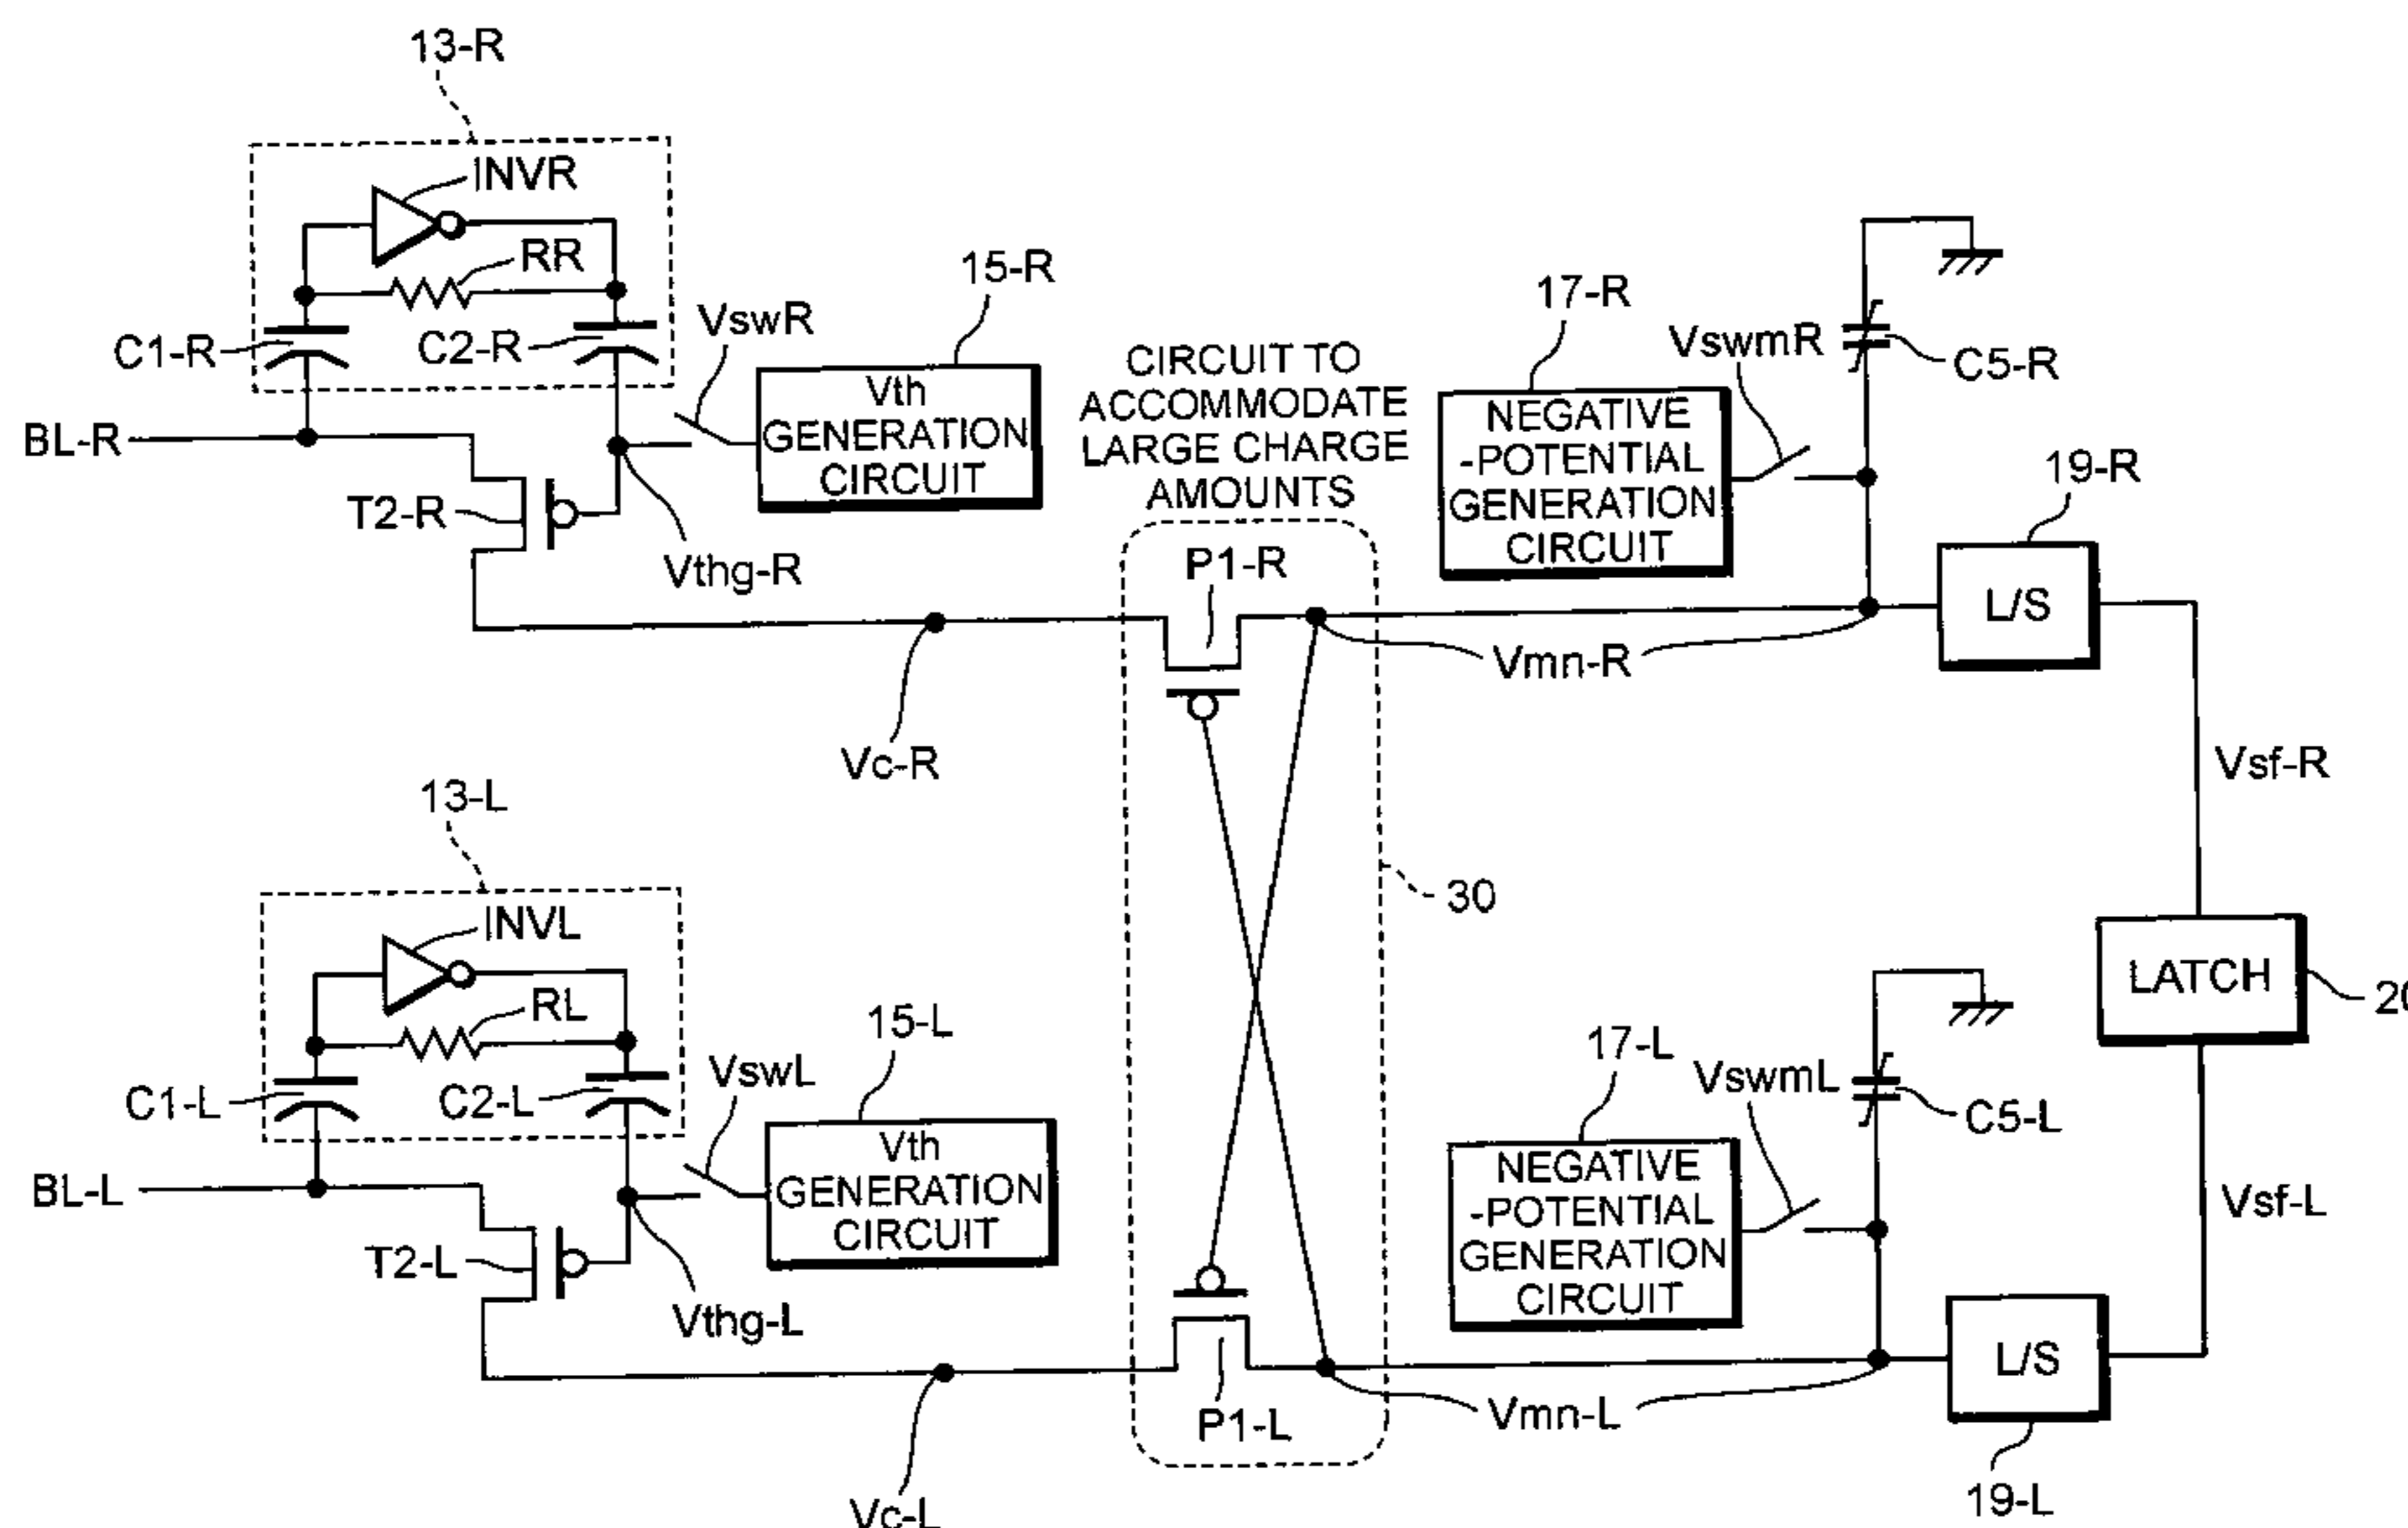 13-R
INVR
RR
C1-R
C2-R
VswR
15-R
Vth
GENERATION
CIRCUIT
BL-R
T2-R
Vthg-R
CIRCUIT TO
ACCOMMODATE
LARGE CHARGE
AMOUNTS
P1-R
17-R
NEGATIVE
-POTENTIAL
GENERATION
CIRCUIT
VswmR
C5-R
19-R
L/S
Vmn-R
Vc-R
Vsf-R
13-L
INVL
RL
C1-L
C2-L
VswL
15-L
Vth
GENERATION
CIRCUIT
BL-L
T2-L
Vthg-L
30
LATCH
17-L
NEGATIVE
-POTENTIAL
GENERATION
CIRCUIT
VswmL
C5-L
Vsf-L
L/S
P1-L
Vmn-L
Vc-L
19-L